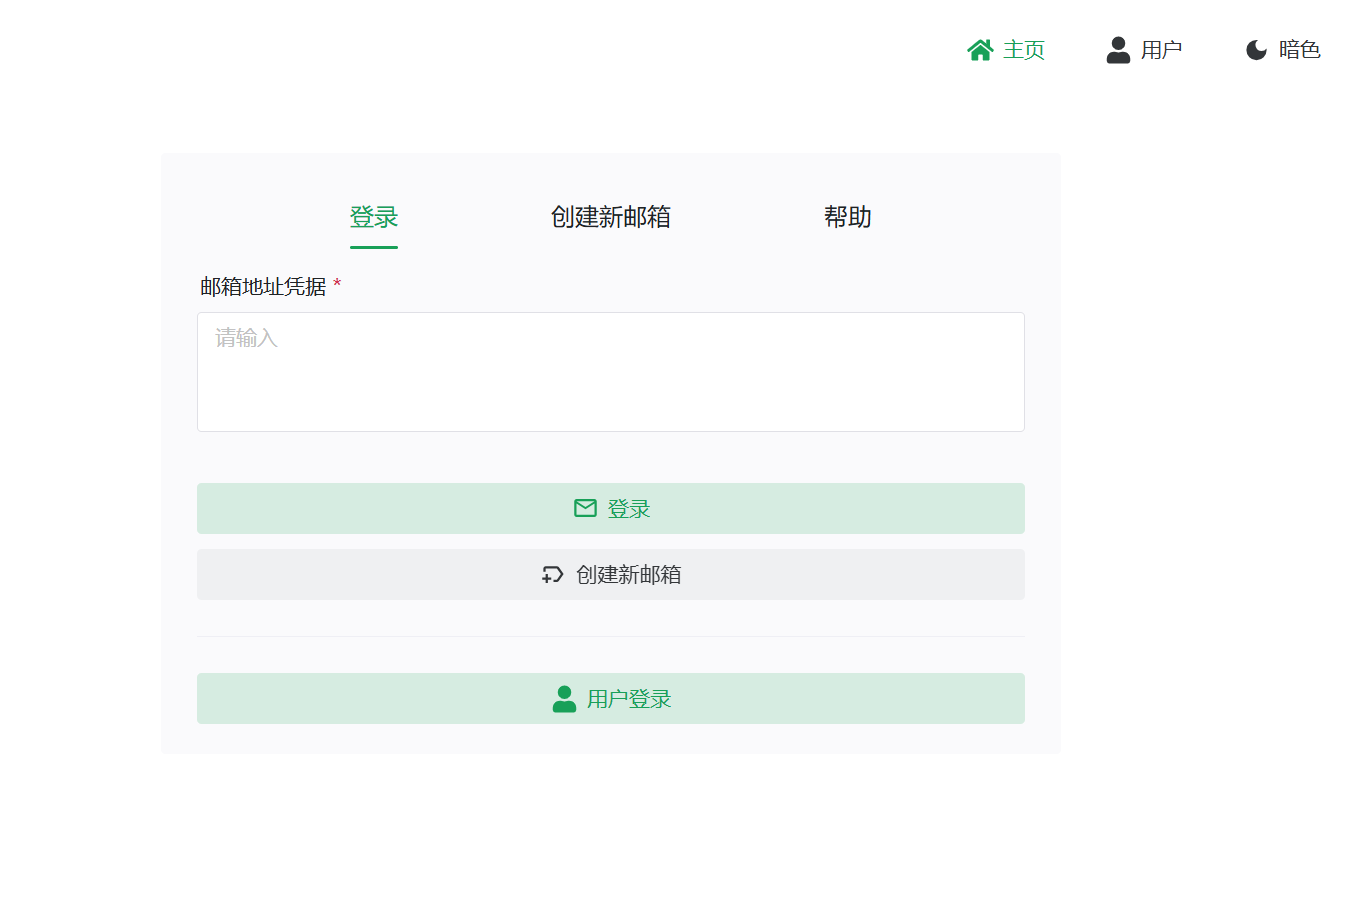 主页 用户 暗色
登录 创建新邮箱 帮助
邮箱地址凭据 *
请输入
登录
创建新邮箱
用户登录